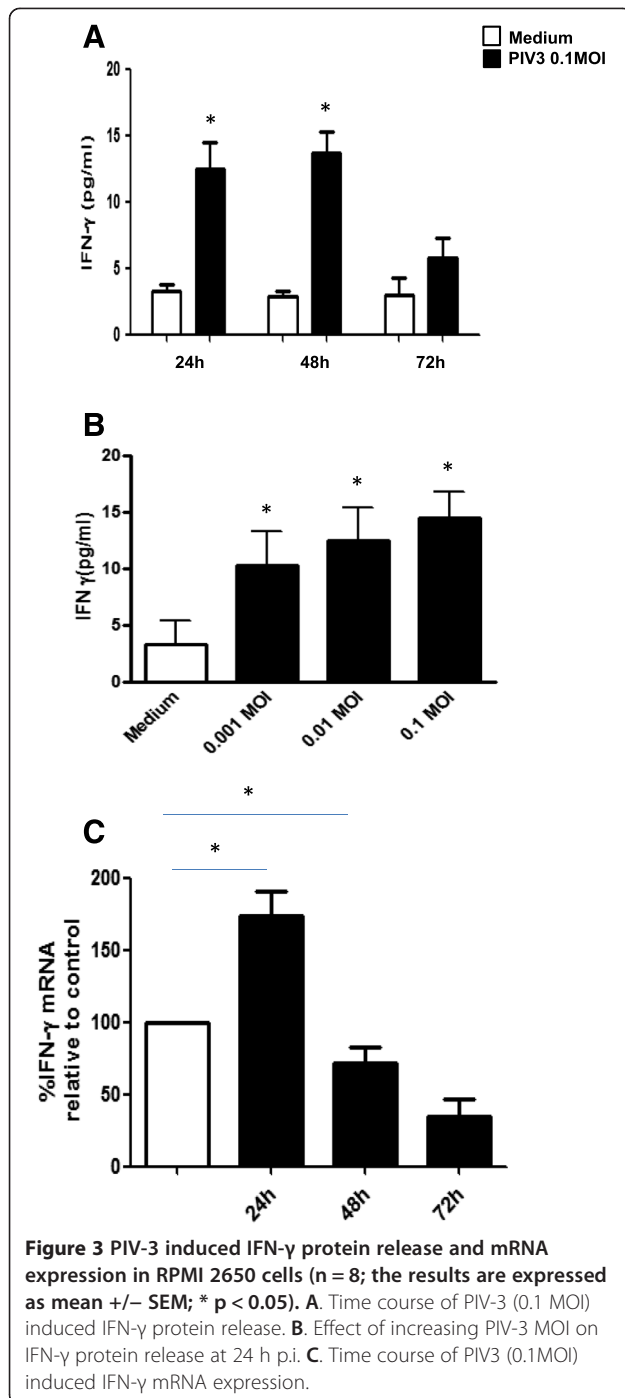 A
Medium
PIV3 0.1MOI
IFN-γ (pg/ml)
20
15
10
5
0
*
*
24h
48h
72h
B
IFN γ(pg/ml)
20
15
10
5
0
*
*
*
Medium
0.001 MOI
0.01 MOI
0.1 MOI
*
C
*
%IFN-γ mRNA
relative to control
200
150
100
50
0
24h
48h
72h
Figure 3 PIV-3 induced IFN-γ protein release and mRNA
expression in RPMI 2650 cells (n = 8; the results are expressed
as mean +/− SEM; * p < 0.05). A. Time course of PIV-3 (0.1 MOI)
induced IFN-γ protein release. B. Effect of increasing PIV-3 MOI on
IFN-γ protein release at 24 h p.i. C. Time course of PIV3 (0.1MOI)
induced IFN-γ mRNA expression.